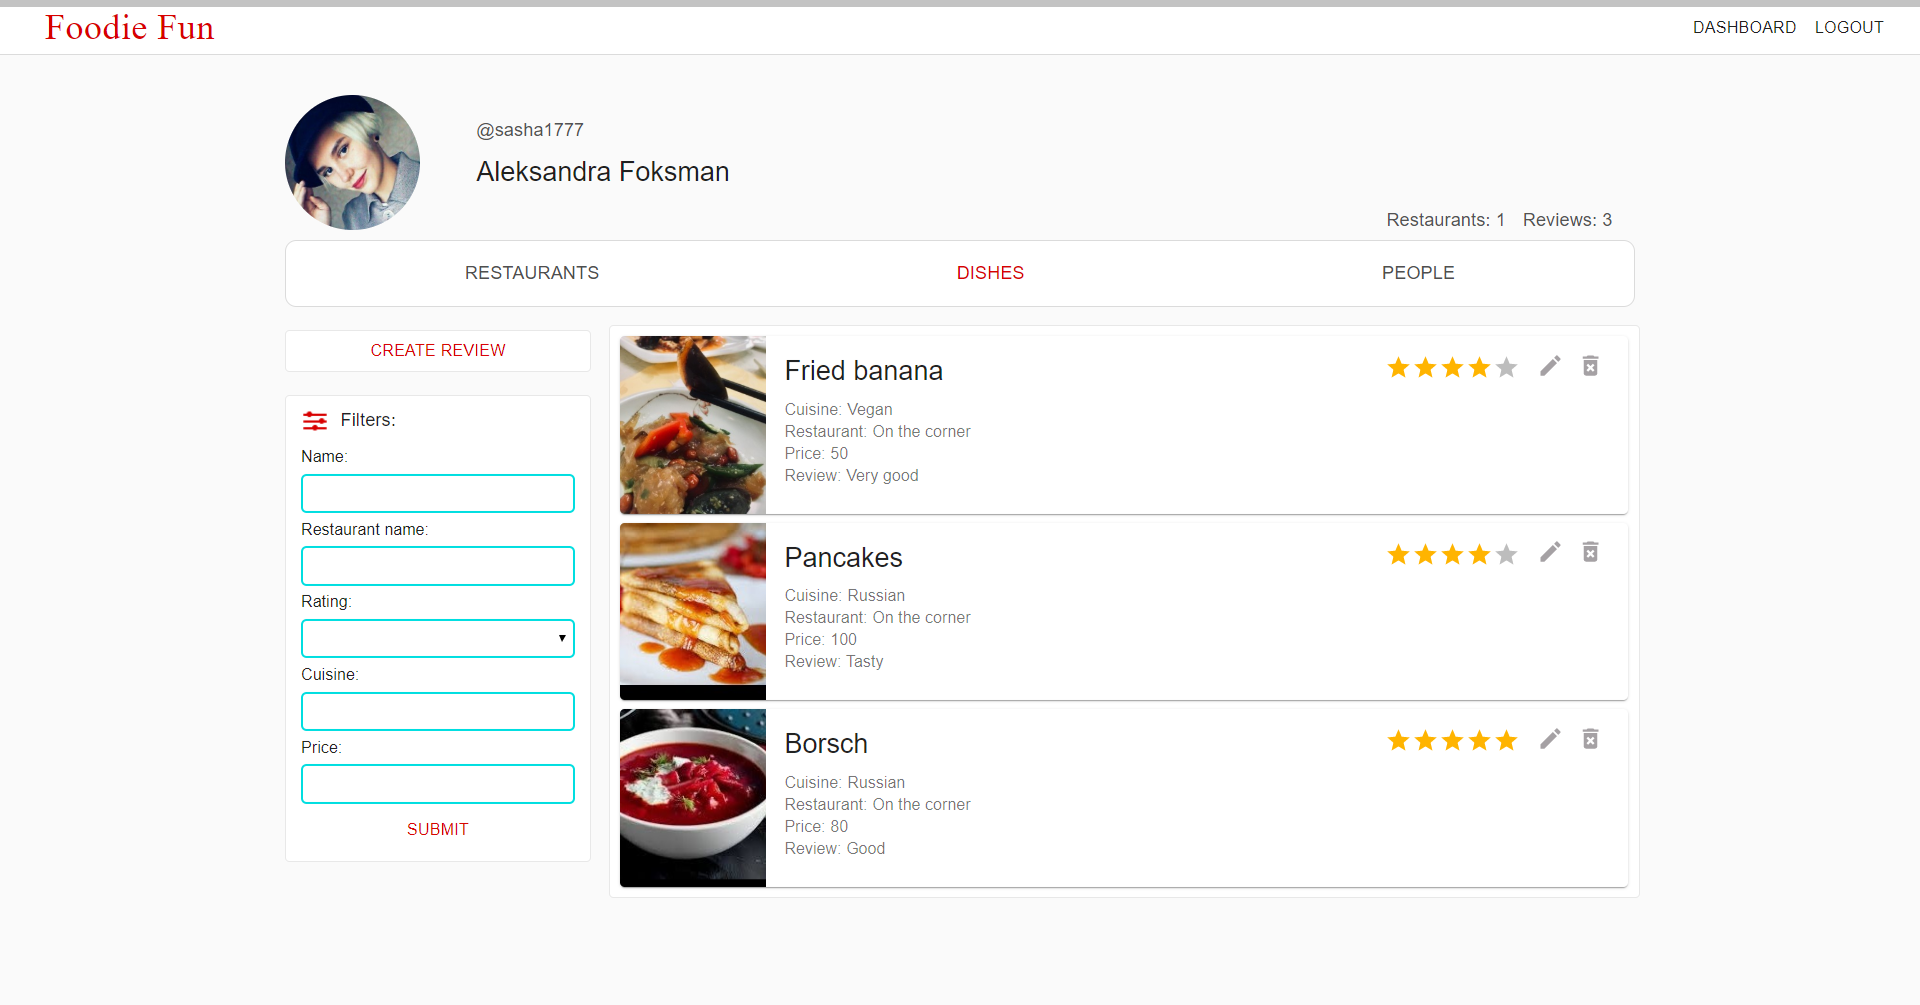 Foodie Fun
DASHBOARD LOGOUT
@sasha1777
Aleksandra Foksman
Restaurants: 1 Reviews: 3
RESTAURANTS DISHES PEOPLE
CREATE REVIEW
Filters:
Name:
Restaurant name:
Rating:
Cuisine:
Price:
SUBMIT
Fried banana
Cuisine: Vegan
Restaurant: On the corner
Price: 50
Review: Very good
Pancakes
Cuisine: Russian
Restaurant: On the corner
Price: 100
Review: Tasty
Borsch
Cuisine: Russian
Restaurant: On the corner
Price: 80
Review: Good